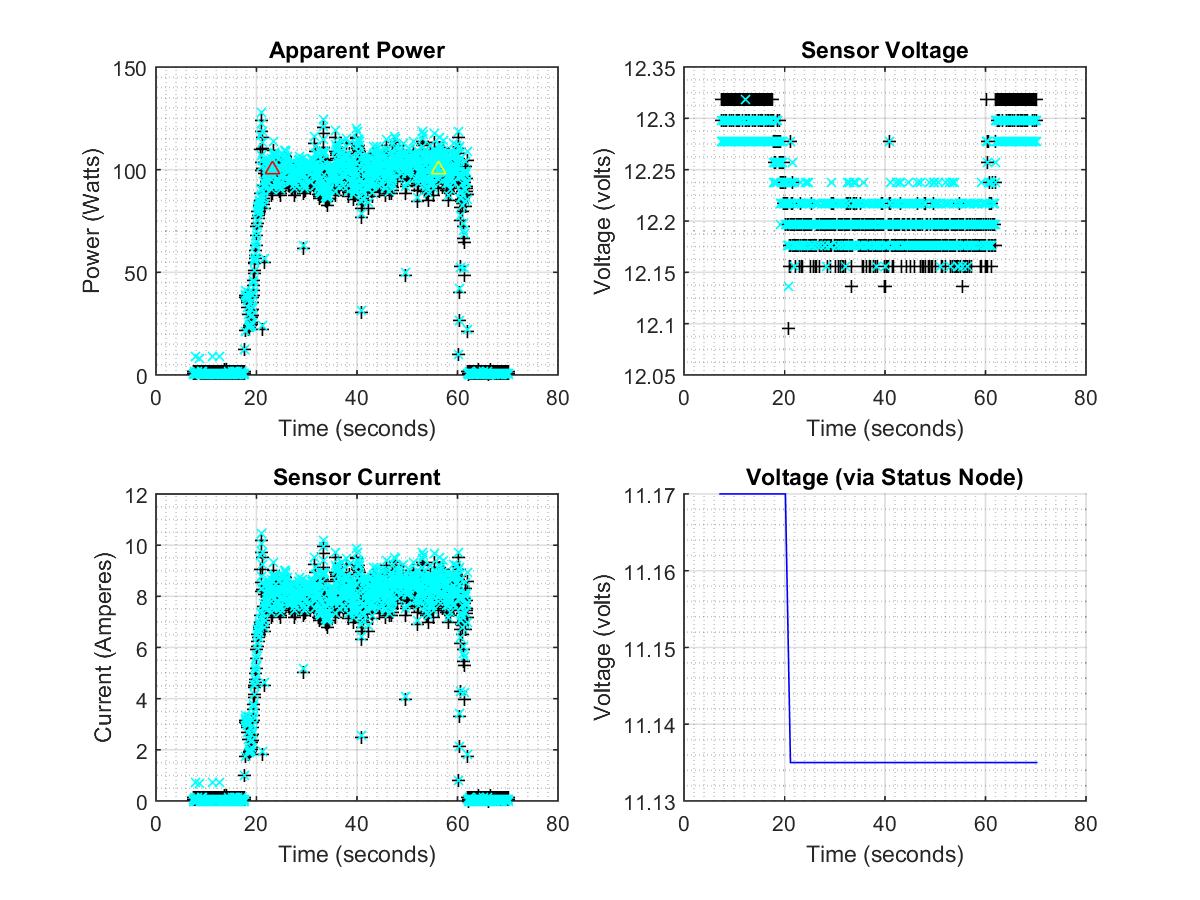 Apparent Power
150
100
50
0
Power (Watts)
0 20 40 60 80
Time (seconds)
Sensor Voltage
12.35
12.3
12.25
12.2
12.15
12.1
12.05
Voltage (volts)
0 20 40 60 80
Time (seconds)
Sensor Current
12
10
8
6
4
2
0
Current (Amperes)
0 20 40 60 80
Time (seconds)
Voltage (via Status Node)
11.17
11.16
11.15
11.14
11.13
Voltage (volts)
0 20 40 60 80
Time (seconds)